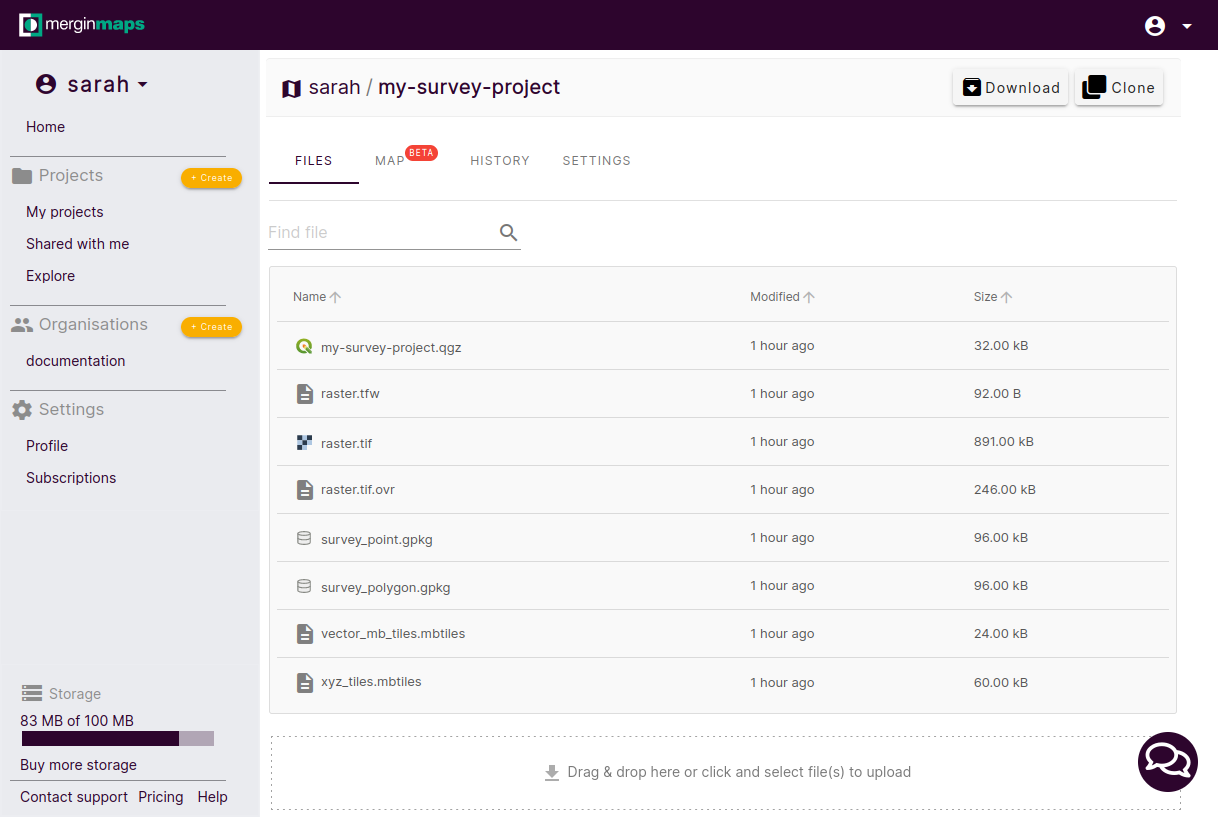 merginmaps
sarah
Home
Projects
+ Create
My projects
Shared with me
Explore
Organisations
+ Create
documentation
Settings
Profile
Subscriptions
Storage
83 MB of 100 MB
Buy more storage
Contact support Pricing Help
sarah / my-survey-project
Download Clone
FILES MAP BETA HISTORY SETTINGS
Find file
Name Modified Size
my-survey-project.qgz 1 hour ago 32.00 kB
raster.tfw 1 hour ago 92.00 B
raster.tif 1 hour ago 891.00 kB
raster.tif.ovr 1 hour ago 246.00 kB
survey_point.gpkg 1 hour ago 96.00 kB
survey_polygon.gpkg 1 hour ago 96.00 kB
vector_mb_tiles.mbtiles 1 hour ago 24.00 kB
xyz_tiles.mbtiles 1 hour ago 60.00 kB
Drag & drop here or click and select file(s) to upload